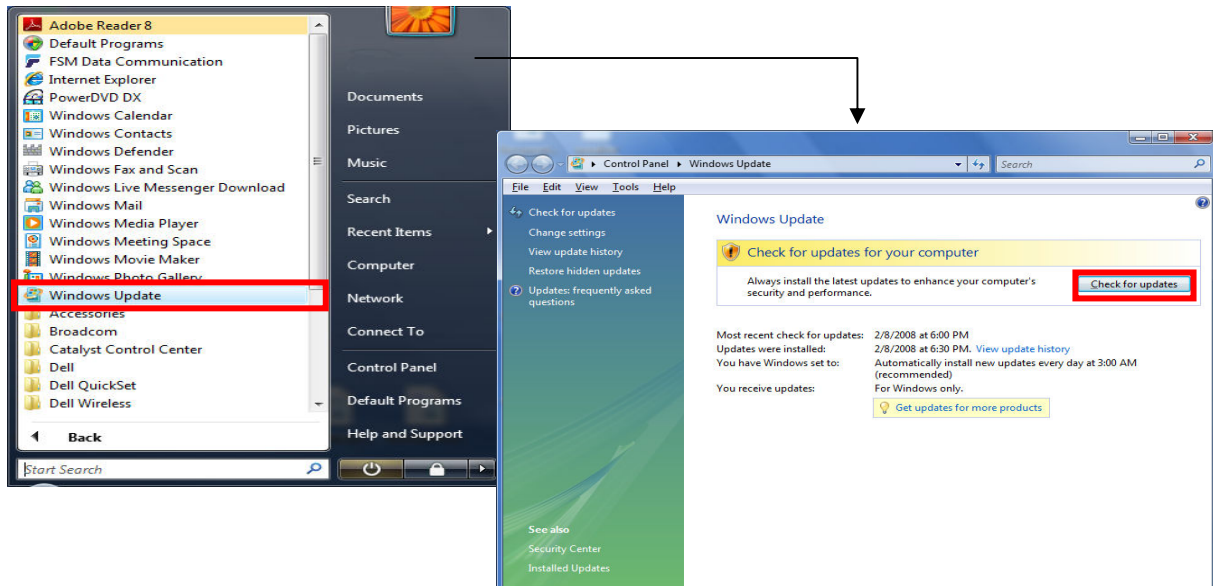 Adobe Reader 8
Default Programs
FSM Data Communication
Internet Explorer
PowerDVD DX
Windows Calendar
Windows Contacts
Windows Defender
Windows Fax and Scan
Windows Live Messenger Download
Windows Mail
Windows Media Player
Windows Meeting Space
Windows Movie Maker
Windows Photo Gallery
Windows Update
Accessories
Broadcom
Catalyst Control Center
Dell
Dell QuickSet
Dell Wireless
Back
Start Search
Documents
Pictures
Music
Search
Recent Items
Computer
Network
Connect To
Control Panel
Default Programs
Help and Support
Control Panel Windows Update
Search
File Edit View Tools Help
Check for updates
Change settings
View update history
Restore hidden updates
Updates: frequently asked
questions
See also
Security Center
Installed Updates
Windows Update
Check for updates for your computer
Always install the latest updates to enhance your computer's
security and performance.
Check for updates
Most recent check for updates: 2/8/2008 at 6:00 PM
Updates were installed: 2/8/2008 at 6:30 PM. View update history
You have Windows set to: Automatically install new updates every day at 3:00 AM
(recommended)
You receive updates: For Windows only.
Get updates for more products